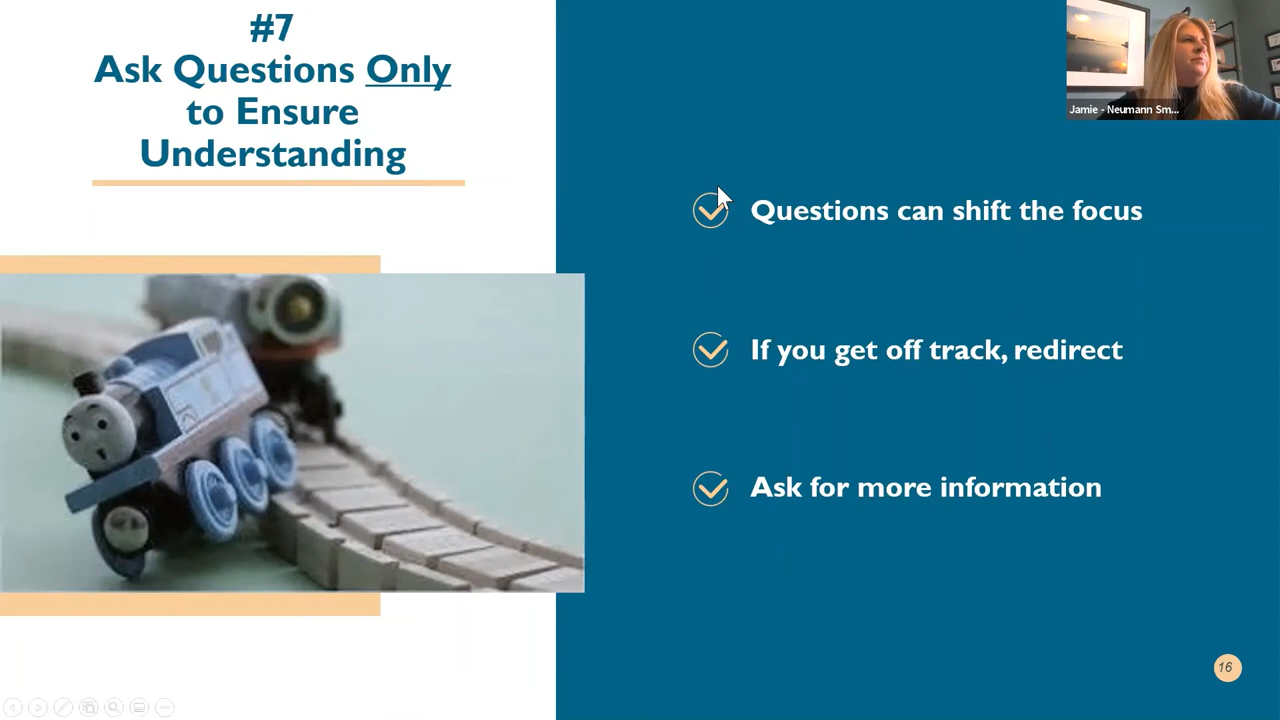 #7
Ask Questions Only
to Ensure
Understanding
Jamie - Neumann Sm...
Questions can shift the focus
If you get off track, redirect
Ask for more information
16